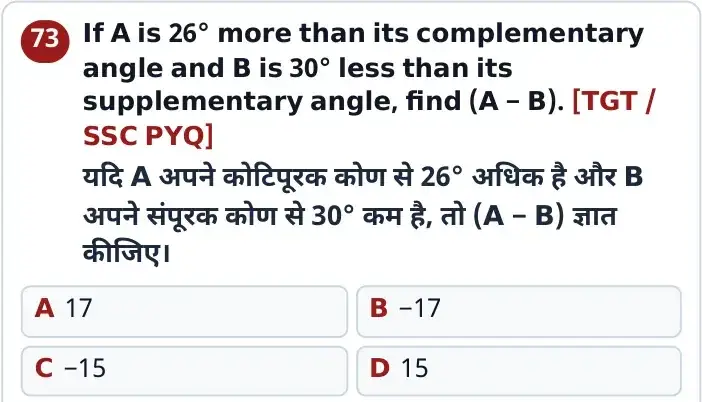 73 If A is 26° more than its complementary
angle and B is 30° less than its
supplementary angle, find (A – B). [TGT /
SSC PYQ]
यदि A अपने कोटिपूरक कोण से 26° अधिक है और B
अपने संपूरक कोण से 30° कम है, तो (A – B) ज्ञात
कीजिए।
A 17
B −17
C −15
D 15